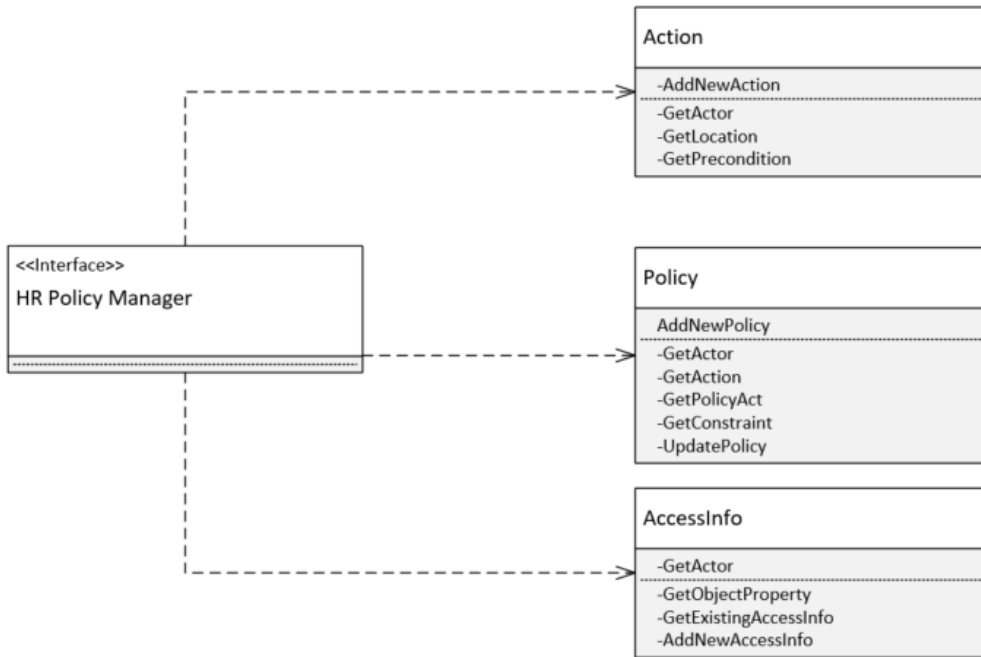 Action
-AddNewAction
-GetActor
-GetLocation
-GetPrecondition
<<Interface>>
HR Policy Manager
Policy
AddNewPolicy
-GetActor
-GetAction
-GetPolicyAct
-GetConstraint
-UpdatePolicy
AccessInfo
-GetActor
-GetObjectProperty
-GetExistingAccessInfo
-AddNewAccessInfo